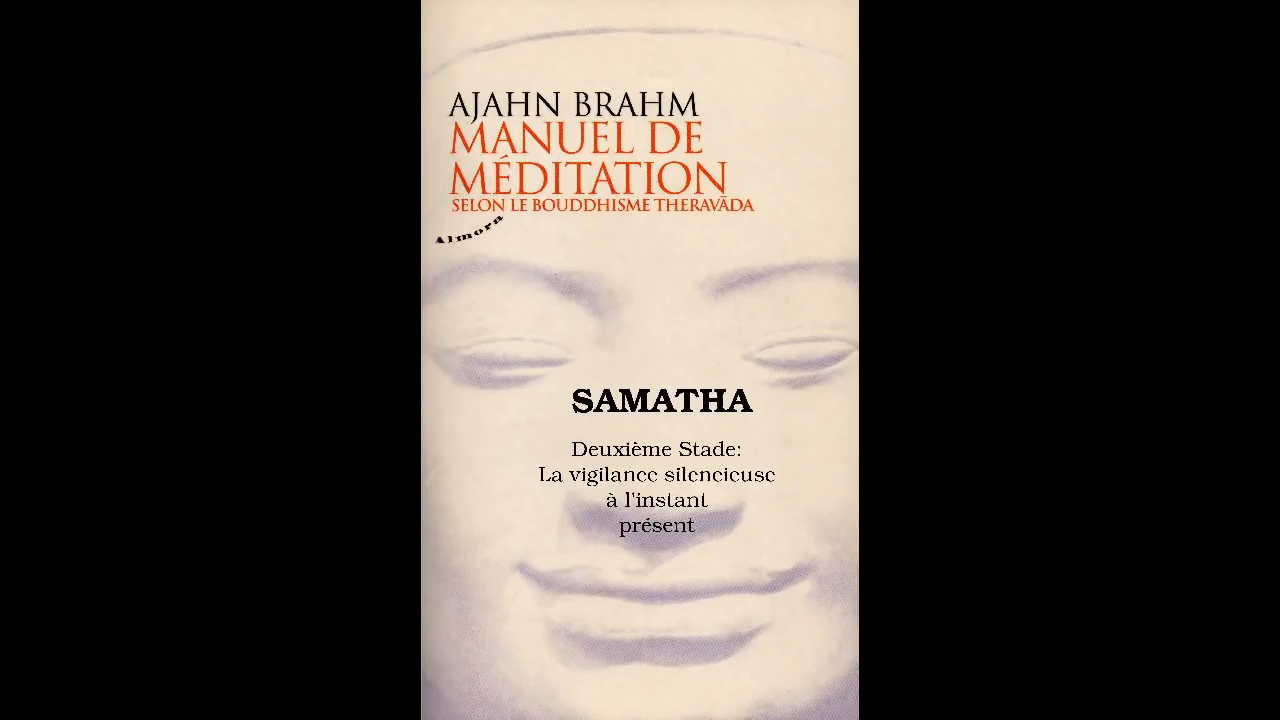 AJAHN BRAHM
MANUEL DE
MÉDITATION
SELON LE BOUDDHISME THERAVĀDA
Almora
SAMATHA
Deuxième Stade:
La vigilance silencieuse
à l'instant
présent